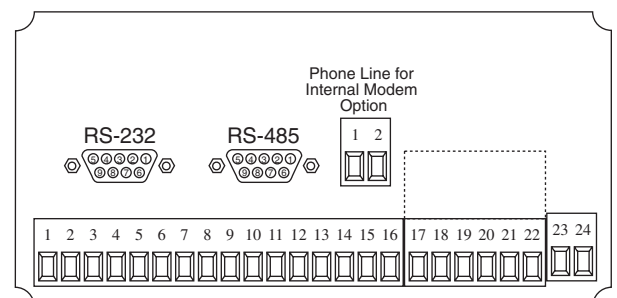 Phone Line for
Internal Modem
Option
RS-232 RS-485 1 2
5 4 3 2 1 5 4 3 2 1
9 8 7 6 9 8 7 6
1 2 3 4 5 6 7 8 9 10 11 12 13 14 15 16 17 18 19 20 21 22 23 24